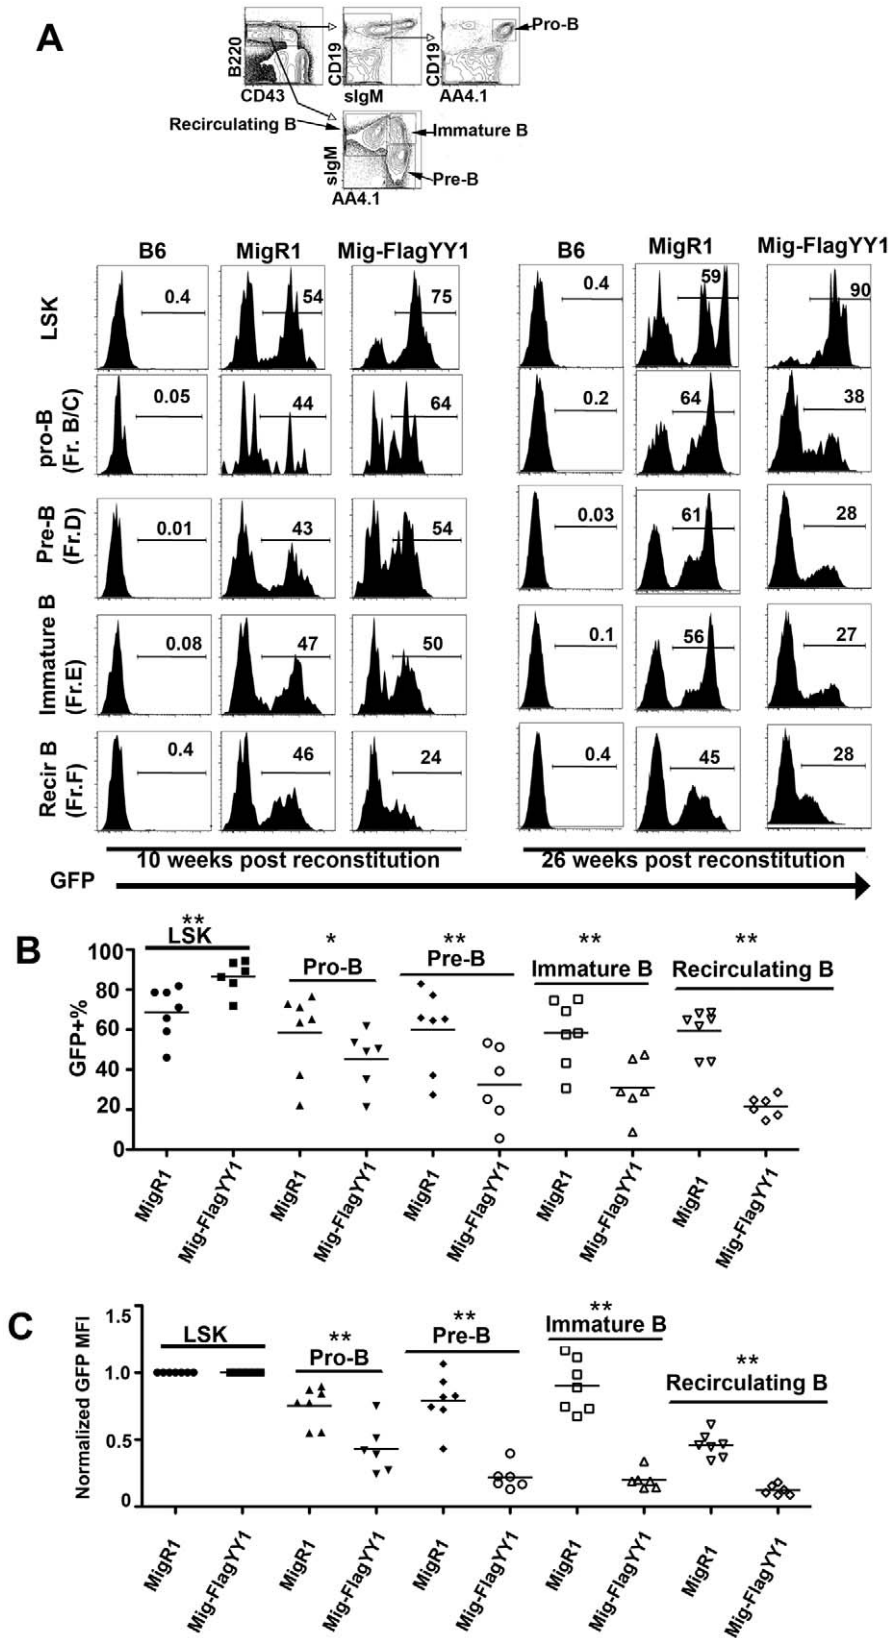 A
B220
CD43
CD19
sIgM
CD19
AA4.1
Pro-B
Recirculating B
Immature B
sIgM
Pre-B
AA4.1
B6 MigR1 Mig-FlagYY1 B6 MigR1 Mig-FlagYY1
LSK 0.4 54 75 0.4 59 90
pro-B (Fr. B/C) 0.05 44 64 0.2 64 38
Pre-B (Fr.D) 0.01 43 54 0.03 61 28
Immature B (Fr.E) 0.08 47 50 0.1 56 27
Recir B (Fr.F) 0.4 46 24 0.4 45 28
10 weeks post reconstitution 26 weeks post reconstitution
GFP
B
GFP+%
100
80
60
40
20
0
** * ** ** **
LSK Pro-B Pre-B Immature B Recirculating B
MigR1 Mig-FlagYY1 MigR1 Mig-FlagYY1 MigR1 Mig-FlagYY1 MigR1 Mig-FlagYY1 MigR1 Mig-FlagYY1
C
Normalized GFP MFI
1.5
1.0
0.5
0
** ** ** **
LSK Pro-B Pre-B Immature B Recirculating B
MigR1 Mig-FlagYY1 MigR1 Mig-FlagYY1 MigR1 Mig-FlagYY1 MigR1 Mig-FlagYY1 MigR1 Mig-FlagYY1